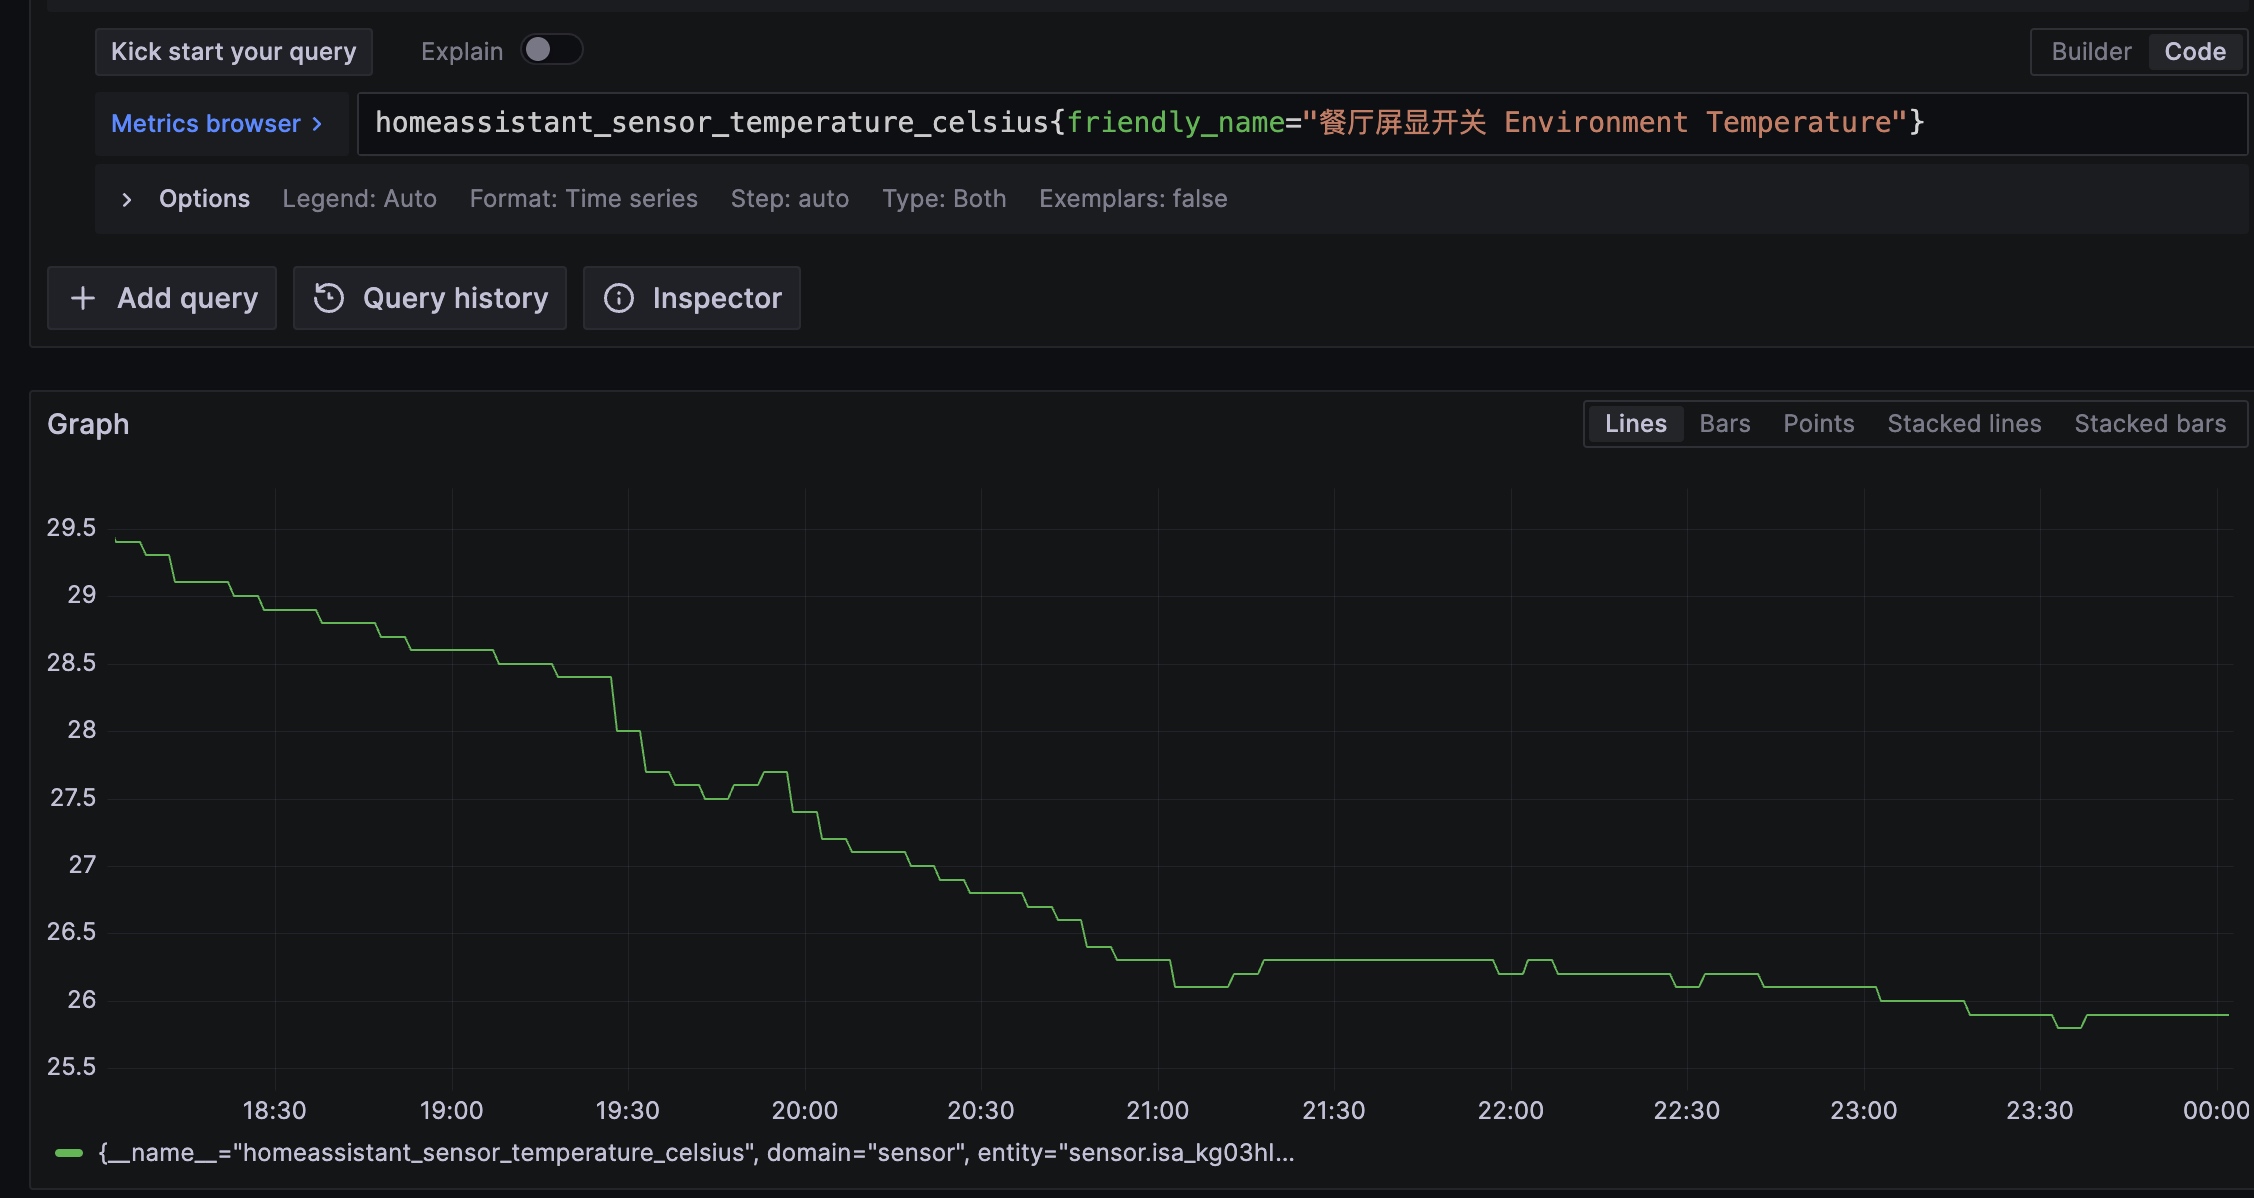 Kick start your query Explain Builder Code
Metrics browser > homeassistant_sensor_temperature_celsius{friendly_name="餐厅屏显开关 Environment Temperature"}
> Options Legend: Auto Format: Time series Step: auto Type: Both Exemplars: false
+ Add query Query history Inspector
Graph Lines Bars Points Stacked lines Stacked bars
29.5
29
28.5
28
27.5
27
26.5
26
25.5
18:30 19:00 19:30 20:00 20:30 21:00 21:30 22:00 22:30 23:00 23:30 00:00
{__name__="homeassistant_sensor_temperature_celsius", domain="sensor", entity="sensor.isa_kg03hl...